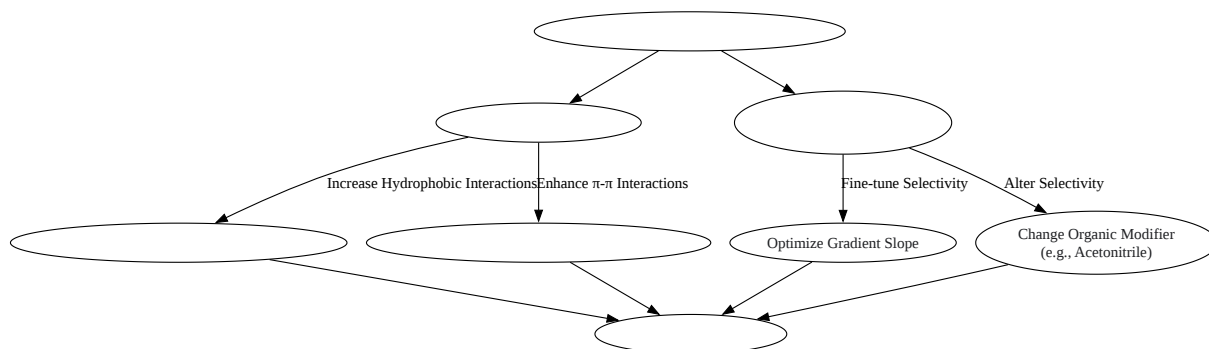 Increase Hydrophobic Interactions
Enhance π-π Interactions
Fine-tune Selectivity
Alter Selectivity
Optimize Gradient Slope
Change Organic Modifier
(e.g., Acetonitrile)